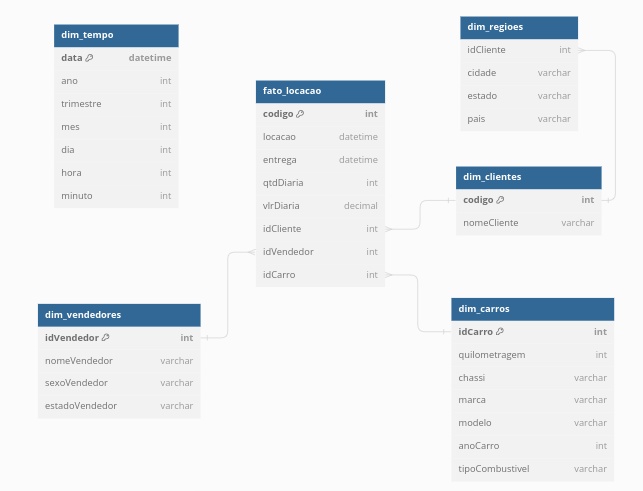 dim_tempo
data datetime
ano int
trimestre int
mes int
dia int
hora int
minuto int
fato_locacao
codigo int
locacao datetime
entrega datetime
qtdDiaria int
vlrDiaria decimal
idCliente int
idVendedor int
idCarro int
dim_regioes
idCliente int
cidade varchar
estado varchar
pais varchar
dim_clientes
codigo int
nomeCliente varchar
dim_vendedores
idVendedor int
nomeVendedor varchar
sexoVendedor varchar
estadoVendedor varchar
dim_carros
idCarro int
quilometragem int
chassi varchar
marca varchar
modelo varchar
anoCarro int
tipoCombustivel varchar